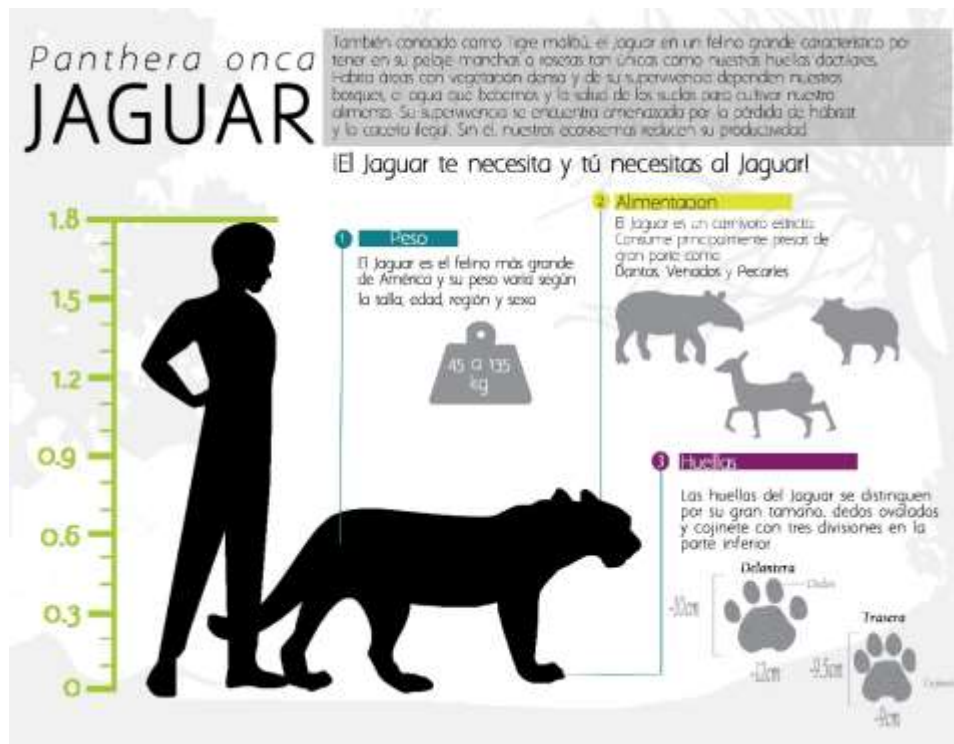 Panthera onca
JAGUAR
También conocido como Tigre malibú, el jaguar en un felino grande característico por
tener en su pelaje manchas o rosetas tan únicas como nuestras huellas dactilares.
Habita áreas con vegetación densa y de su supervivencia dependen nuestros
bosques, el agua que bebemos y la salud de los suelos para cultivar nuestro
alimento. Su supervivencia se encuentra amenazada por la pérdida de hábitat
y la cacería ilegal. Sin él, nuestros ecosistemas reducen su productividad
¡El Jaguar te necesita y tú necesitas al Jaguar!
1.8
1.5
1.2
0.9
0.6
0.3
0
1 Peso
El Jaguar es el felino más grande
de América y su peso varía según
la talla, edad, región y sexo
45 a 135
kg
2 Alimentacion
El Jaguar es un carnívoro estricto
Consume principalmente presas de
gran porte como
Dantas, Venados y Pecaríes
3 Huellas
Las huellas del Jaguar se distinguen
por su gran tamaño, dedos ovalados
y cojinete con tres divisiones en la
parte inferior
Delantera
Dedos
~10cm
~12cm
Trasera
~9.5cm
~9cm